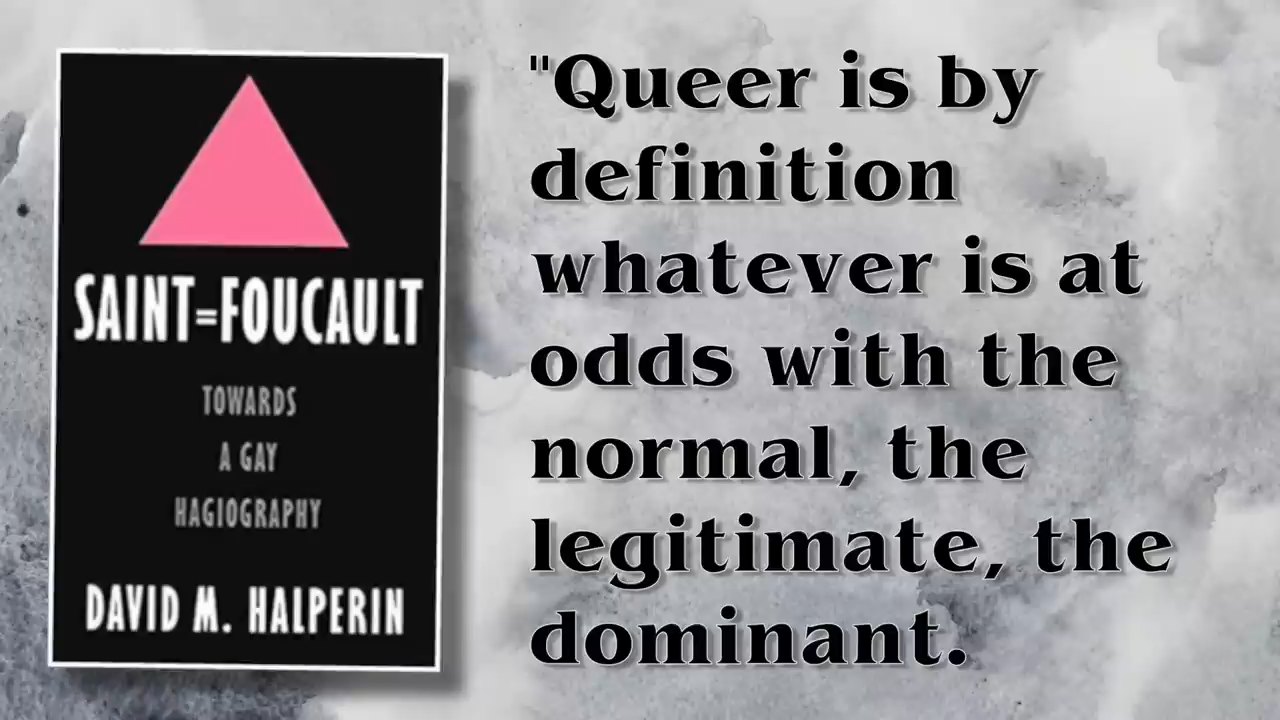 SAINT=FOUCAULT
TOWARDS
A GAY
HAGIOGRAPHY
DAVID M. HALPERIN
"Queer is by
definition
whatever is at
odds with the
normal, the
legitimate, the
dominant.